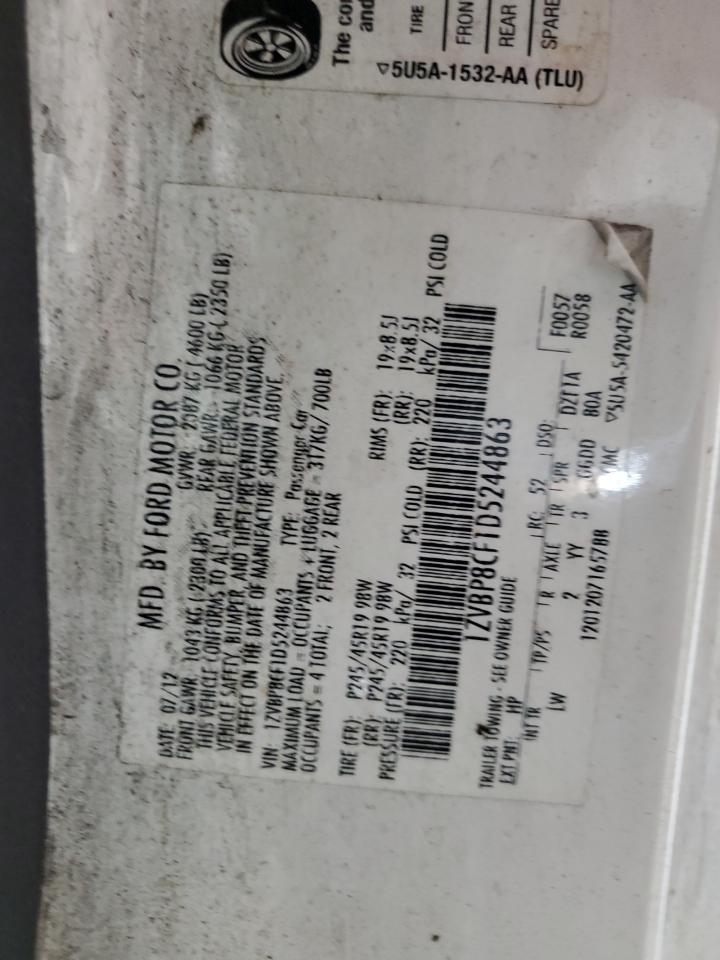 The co
and
TIRE
FRON
REAR
SPARE
▽5U5A-1532-AA (TLU)
MFD. BY FORD MOTOR CO.
DATE: 07/12 GVWR: 2087 KG ( 4600 LB)
FRONT GAWR: 1043 KG ( 2300 LB) REAR GAWR: 1066 KG ( 2350 LB)
THIS VEHICLE CONFORMS TO ALL APPLICABLE FEDERAL MOTOR
VEHICLE SAFETY, BUMPER, AND THEFT PREVENTION STANDARDS
IN EFFECT ON THE DATE OF MANUFACTURE SHOWN ABOVE
VIN: 1ZVBP8CF1D5244863 TYPE: Passenger Car
MAXIMUM LOAD = OCCUPANTS + LUGGAGE = 317KG/ 700LB
OCCUPANTS = 4 TOTAL; 2 FRONT, 2 REAR
TIRE (FR): P245/45R19 98W RIMS (FR): 19x8.5J
(RR): P245/45R19 98W (RR): 19x8.5J
PRESSURE (FR): 220 kPa/ 32 PSI COLD (RR): 220 kPa/ 32 PSI COLD
1ZVBP8CF1D5244863
TRAILER TOWING - SEE OWNER GUIDE
EXT PNT: HP RC: 52 DSO: F0057
INT TR TP/PS R AXLE TR SPR R0058
LW 2 YY 3
BOA
1201207165788
▽5U5A-5420472-AA